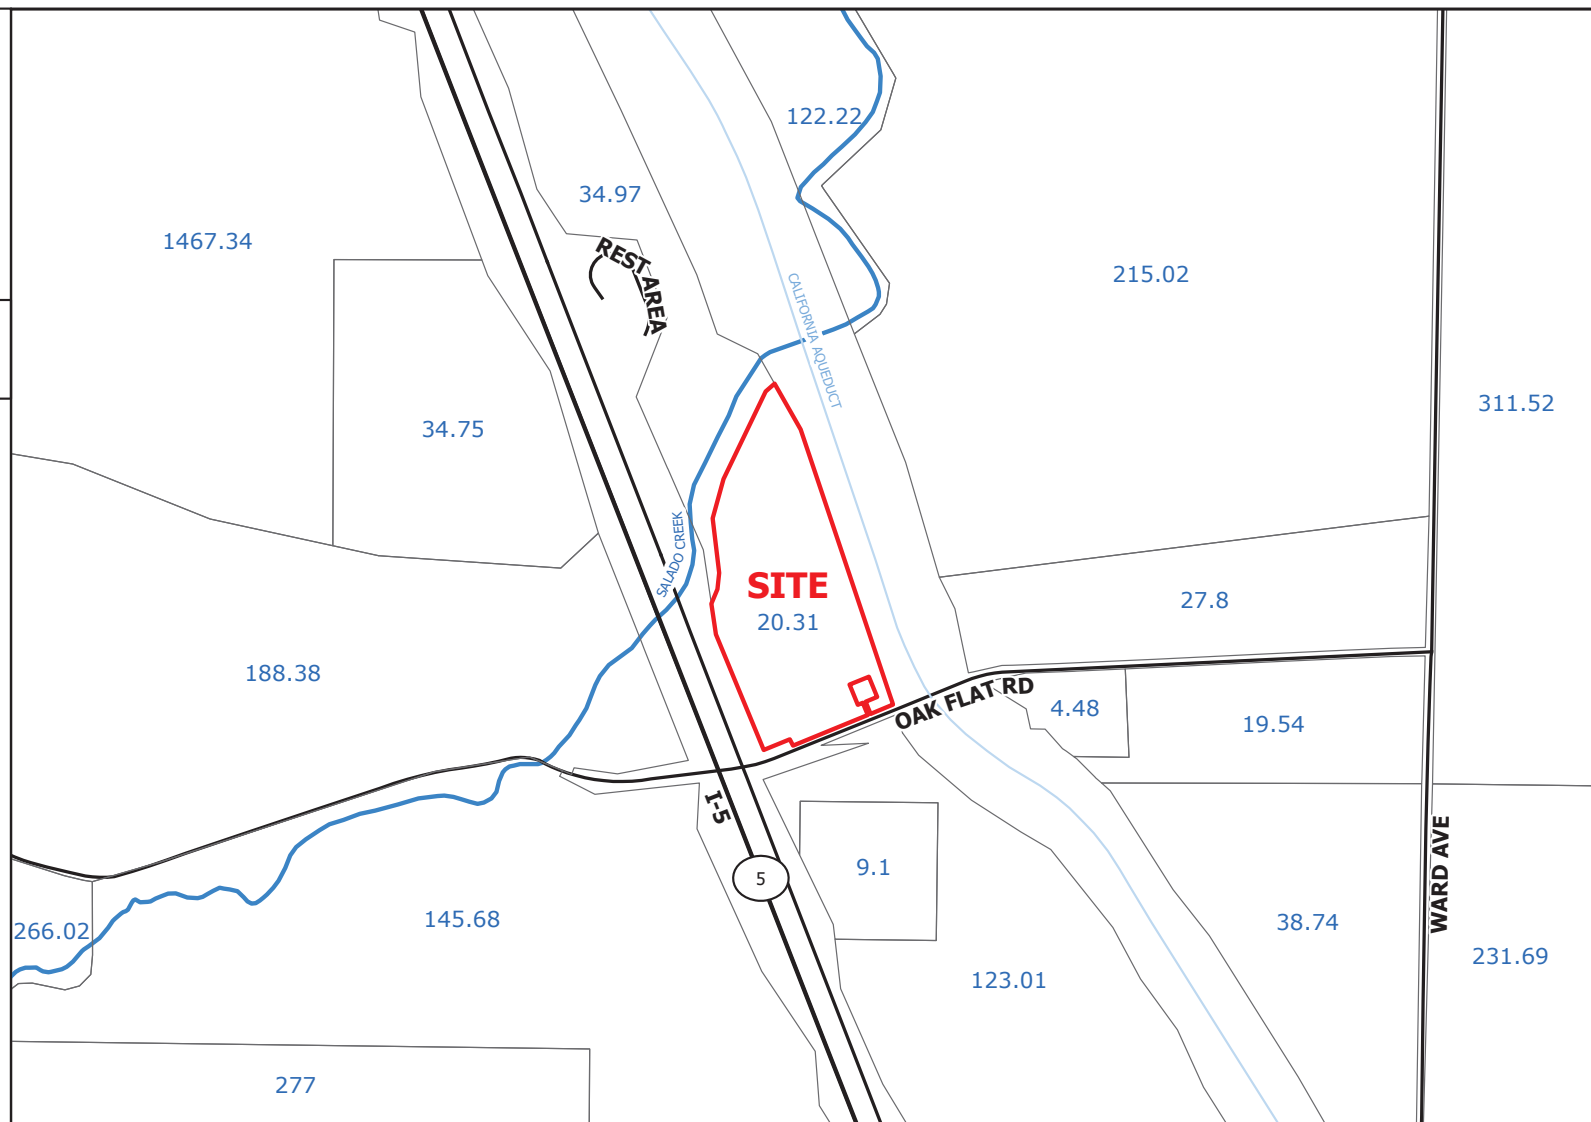 122.22
34.97
1467.34
REST AREA
215.02
CALIFORNIA AQUEDUCT
311.52
34.75
SALADO CREEK
SITE
20.31
27.8
188.38
OAK FLAT RD
4.48
19.54
I-5
5
9.1
WARD AVE
266.02
145.68
38.74
231.69
123.01
277